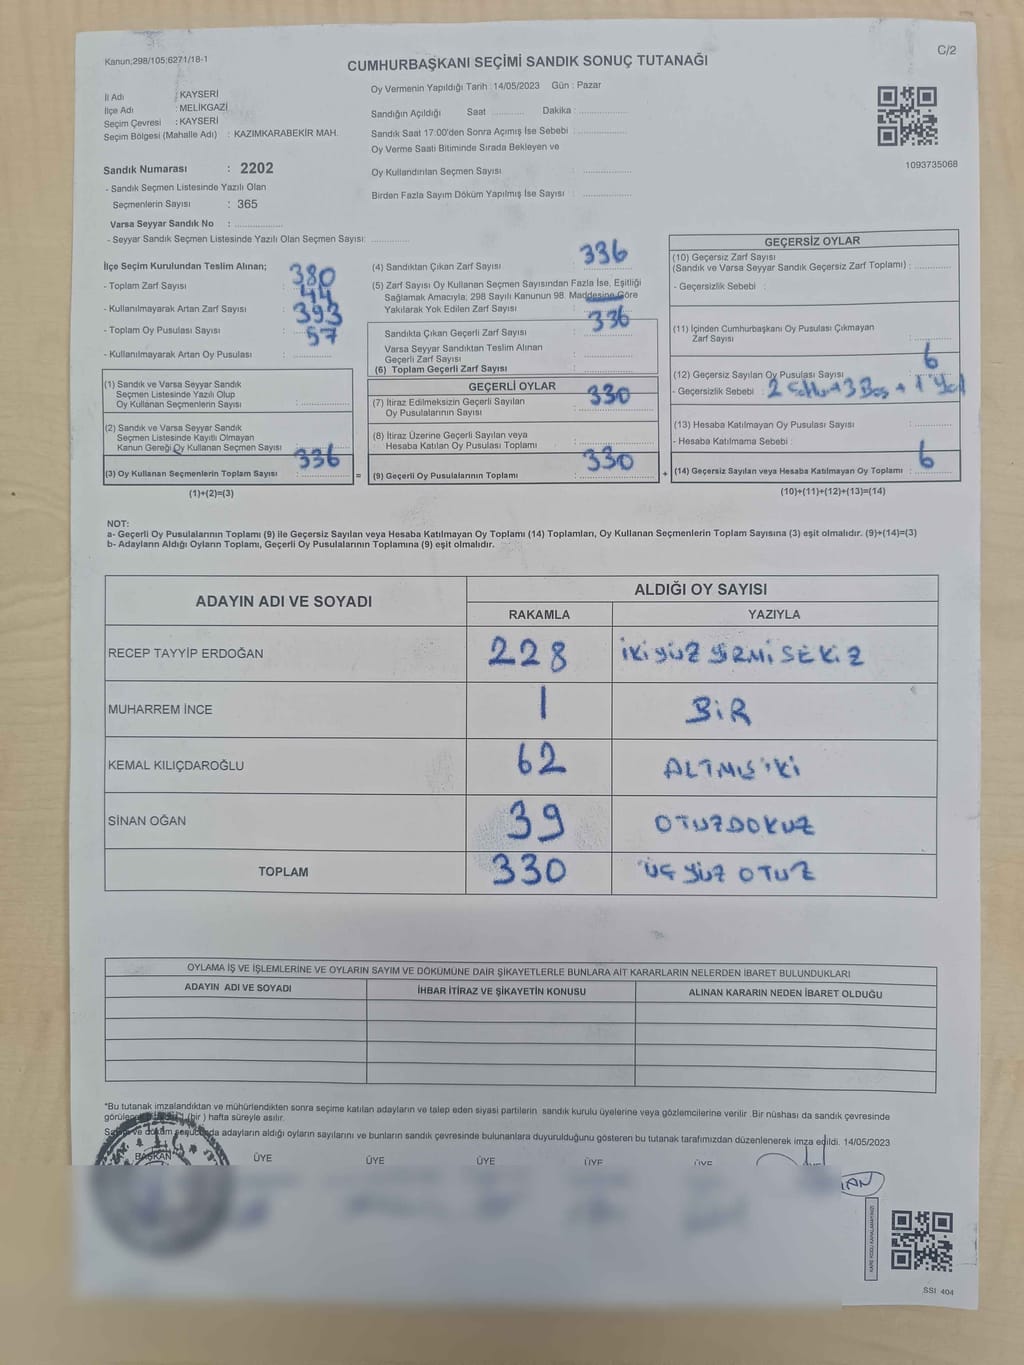 Kanun;298/105;6271/18-1
C/2
CUMHURBAŞKANI SEÇİMİ SANDIK SONUÇ TUTANAĞI
İl Adı : KAYSERİ
İlçe Adı : MELİKGAZİ
Seçim Çevresi : KAYSERİ
Seçim Bölgesi (Mahalle Adı) : KAZIMKARABEKİR MAH.
Sandık Numarası : 2202
- Sandık Seçmen Listesinde Yazılı Olan
Seçmenlerin Sayısı : 365
Varsa Seyyar Sandık No :
- Seyyar Sandık Seçmen Listesinde Yazılı Olan Seçmen Sayısı:
Oy Vermenin Yapıldığı Tarih : 14/05/2023 Gün : Pazar
Sandığın Açıldığı Saat Dakika :
Sandık Saat 17:00'den Sonra Açımış İse Sebebi :
Oy Verme Saati Bitiminde Sırada Bekleyen ve
Oy Kullandırılan Seçmen Sayısı :
Birden Fazla Sayım Döküm Yapılmış İse Sayısı :
1093735068
İlçe Seçim Kurulundan Teslim Alınan;
- Toplam Zarf Sayısı : 380
- Kullanılmayarak Artan Zarf Sayısı : 44
- Toplam Oy Pusulası Sayısı : 393
- Kullanılmayarak Artan Oy Pusulası : 57
(1) Sandık ve Varsa Seyyar Sandık
Seçmen Listesinde Yazılı Olup
Oy Kullanan Seçmenlerin Sayısı :
(2) Sandık ve Varsa Seyyar Sandık
Seçmen Listesinde Kayıtlı Olmayan
Kanun Gereği Oy Kullanan Seçmen Sayısı :
(3) Oy Kullanan Seçmenlerin Toplam Sayısı : 336
=
(1)+(2)=(3)
(4) Sandıktan Çıkan Zarf Sayısı : 336
(5) Zarf Sayısı Oy Kullanan Seçmen Sayısından Fazla İse, Eşitliği
Sağlamak Amacıyla; 298 Sayılı Kanunun 98. Maddesine Göre
Yakılarak Yok Edilen Zarf Sayısı :
Sandıkta Çıkan Geçerli Zarf Sayısı : 336
Varsa Seyyar Sandıktan Teslim Alınan
Geçerli Zarf Sayısı :
(6) Toplam Geçerli Zarf Sayısı :
GEÇERLİ OYLAR
(7) İtiraz Edilmeksizin Geçerli Sayılan
Oy Pusulalarının Sayısı : 330
(8) İtiraz Üzerine Geçerli Sayılan veya
Hesaba Katılan Oy Pusulası Toplamı :
(9) Geçerli Oy Pusulalarının Toplamı : 330
+
GEÇERSİZ OYLAR
(10) Geçersiz Zarf Sayısı
(Sandık ve Varsa Seyyar Sandık Geçersiz Zarf Toplamı) :
- Geçersizlik Sebebi :
(11) İçinden Cumhurbaşkanı Oy Pusulası Çıkmayan
Zarf Sayısı :
(12) Geçersiz Sayılan Oy Pusulası Sayısı : 6
- Geçersizlik Sebebi : 2 + 3 Boş + 1
(13) Hesaba Katılmayan Oy Pusulası Sayısı :
- Hesaba Katılmama Sebebi :
(14) Geçersiz Sayılan veya Hesaba Katılmayan Oy Toplamı : 6
(10)+(11)+(12)+(13)=(14)
NOT:
a- Geçerli Oy Pusulalarının Toplamı (9) ile Geçersiz Sayılan veya Hesaba Katılmayan Oy Toplamı (14) Toplamları, Oy Kullanan Seçmenlerin Toplam Sayısına (3) eşit olmalıdır. (9)+(14)=(3)
b- Adayların Aldığı Oyların Toplamı, Geçerli Oy Pusulalarının Toplamına (9) eşit olmalıdır.
ADAYIN ADI VE SOYADI
ALDIĞI OY SAYISI
RAKAMLA YAZIYLA
RECEP TAYYİP ERDOĞAN 228 İKİYÜZ YİRMİ SEKİZ
MUHARREM İNCE 1 BİR
KEMAL KILIÇDAROĞLU 62 ALTMIŞ İKİ
SİNAN OĞAN 39 OTUZDOKUZ
TOPLAM 330 ÜÇ YÜZ OTUZ
OYLAMA İŞ VE İŞLEMLERİNE VE OYLARIN SAYIM VE DÖKÜMÜNE DAİR ŞİKAYETLERLE BUNLARA AİT KARARLARIN NELERDEN İBARET BULUNDUKLARI
ADAYIN ADI VE SOYADI İHBAR İTİRAZ VE ŞİKAYETİN KONUSU ALINAN KARARIN NEDEN İBARET OLDUĞU
*Bu tutanak imzalandıktan ve mühürlendikten sonra seçime katılan adayların ve talep eden siyasi partilerin sandık kurulu üyelerine veya gözlemcilerine verilir. Bir nüshası da sandık çevresinde
(bir ) hafta süreyle asılır.
ve döküm sonucunda adayların aldığı oyların sayılarını ve bunların sandık çevresinde bulunanlara duyurulduğunu gösteren bu tutanak tarafımızdan düzenlenerek imza edildi. 14/05/2023
BAŞKAN ÜYE ÜYE ÜYE ÜYE ÜYE
SSI 404